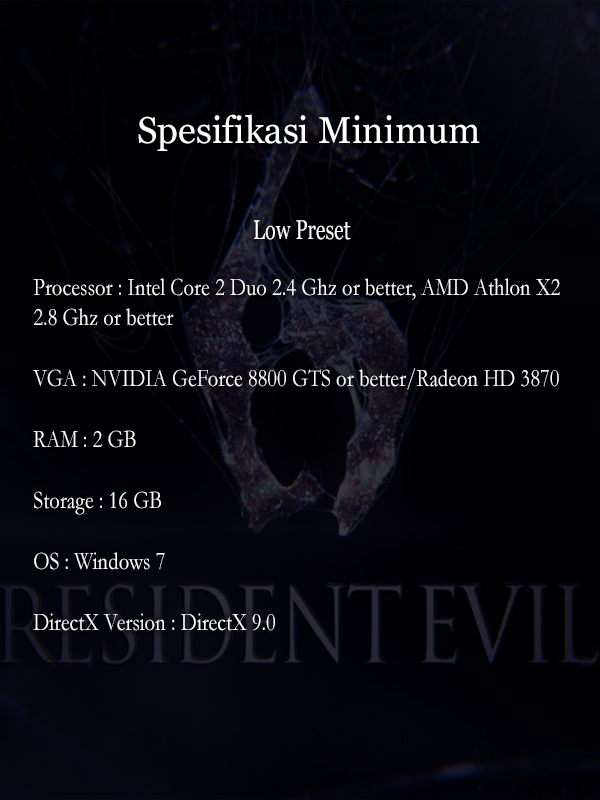 Spesifikasi Minimum
Low Preset
Processor : Intel Core 2 Duo 2.4 Ghz or better, AMD Athlon X2
2.8 Ghz or better
VGA : NVIDIA GeForce 8800 GTS or better/Radeon HD 3870
RAM : 2 GB
Storage : 16 GB
OS : Windows 7
RESIDENT EVIL
DirectX Version : DirectX 9.0